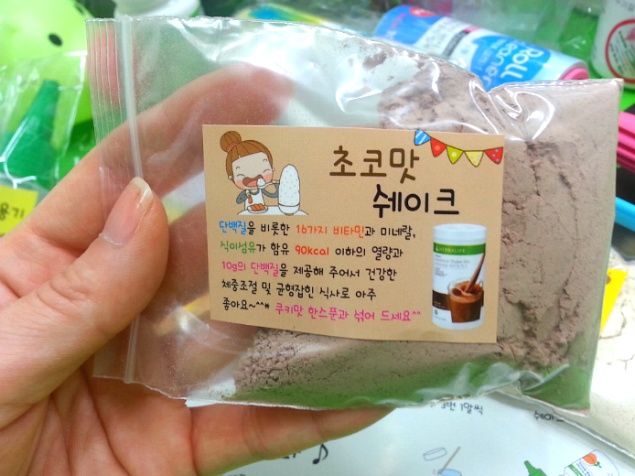 초코맛
쉐이크
단백질을 비롯한 16가지 비타민과 미네랄,
식이섬유가 함유 90kcal 이하의 열량과
10g의 단백질을 제공해 주어서 건강한
체중조절 및 균형잡힌 식사로 아주
좋아요~^^* 쿠키맛 한스푼과 섞어 드세요^^
HERBALIFE
쉐이크